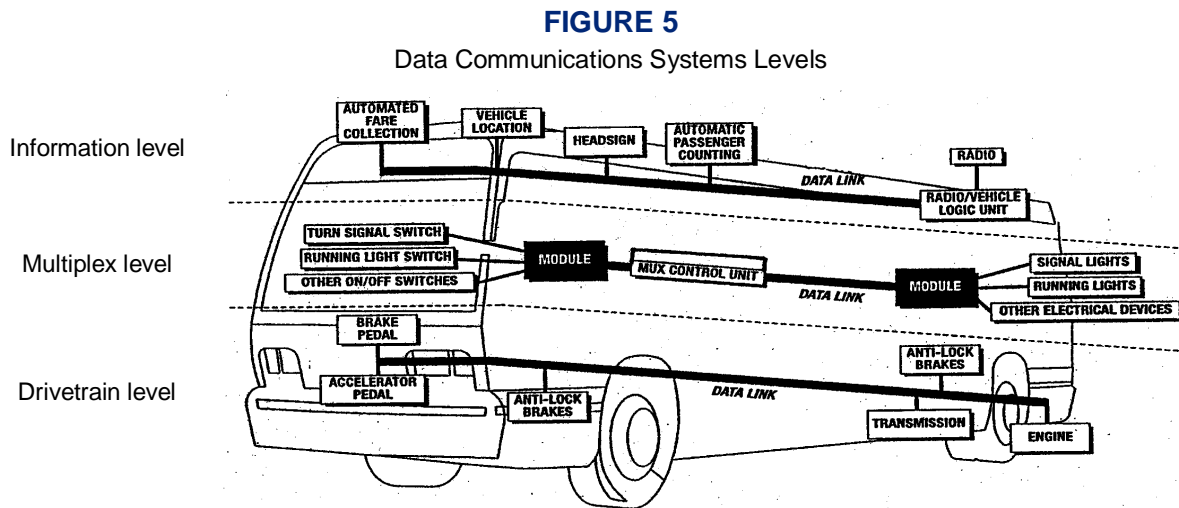 FIGURE 5
Data Communications Systems Levels
Information level
AUTOMATED
FARE
COLLECTION
VEHICLE
LOCATION
HEADSIGN
AUTOMATIC
PASSENGER
COUNTING
DATA LINK
RADIO
RADIO/VEHICLE
LOGIC UNIT
Multiplex level
TURN SIGNAL SWITCH
RUNNING LIGHT SWITCH
OTHER ON/OFF SWITCHES
MODULE
MUX CONTROL UNIT
DATA LINK
MODULE
SIGNAL LIGHTS
RUNNING LIGHTS
OTHER ELECTRICAL DEVICES
Drivetrain level
BRAKE
PEDAL
ACCELERATOR
PEDAL
ANTI-LOCK
BRAKES
DATA LINK
ANTI-LOCK
BRAKES
TRANSMISSION
ENGINE